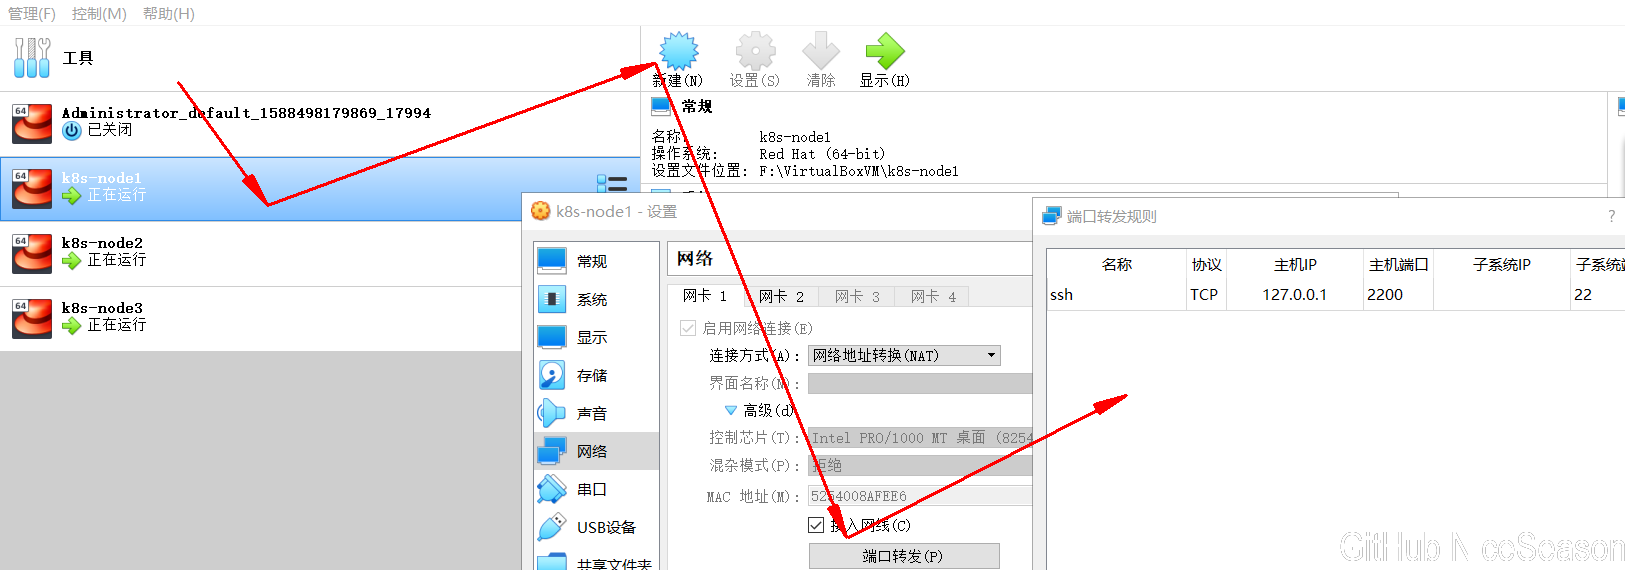 管理(F) 控制(M) 帮助(H)
工具
新建(N) 设置(S) 清除 显示(H)
64
Administrator_default_1588498179869_17994
已关闭
64
k8s-node1
正在运行
64
k8s-node2
正在运行
64
k8s-node3
正在运行
常规
名称: k8s-node1
操作系统: Red Hat (64-bit)
设置文件位置: F:\VirtualBoxVM\k8s-node1
k8s-node1 - 设置
常规
系统
显示
存储
声音
网络
串口
USB设备
共享文件夹
网络
网卡 1 网卡 2 网卡 3 网卡 4
启用网络连接(E)
连接方式(A): 网络地址转换(NAT)
界面名称(N):
高级(d)
控制芯片(T): Intel PRO/1000 MT 桌面 (8254
混杂模式(P): 拒绝
MAC 地址(M): 5254008AFEE6
接入网线(C)
端口转发(P)
端口转发规则 ?
名称 协议 主机IP 主机端口 子系统IP 子系统端
ssh TCP 127.0.0.1 2200 22
GitHub NiceSeason